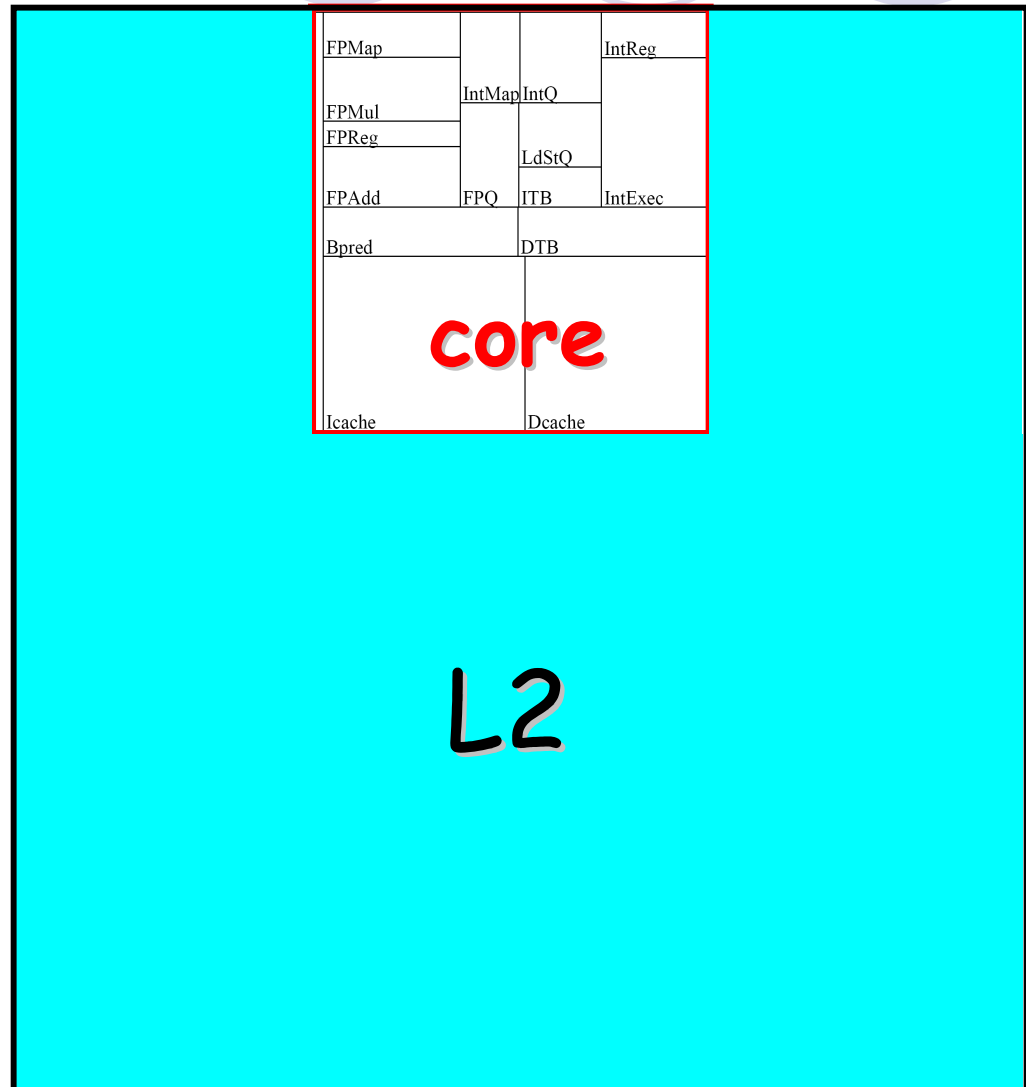 FPMap
IntReg
IntMap
IntQ
FPMul
FPReg
LdStQ
FPAdd
FPQ
ITB
IntExec
Bpred
DTB
core
Icache
Dcache
L2